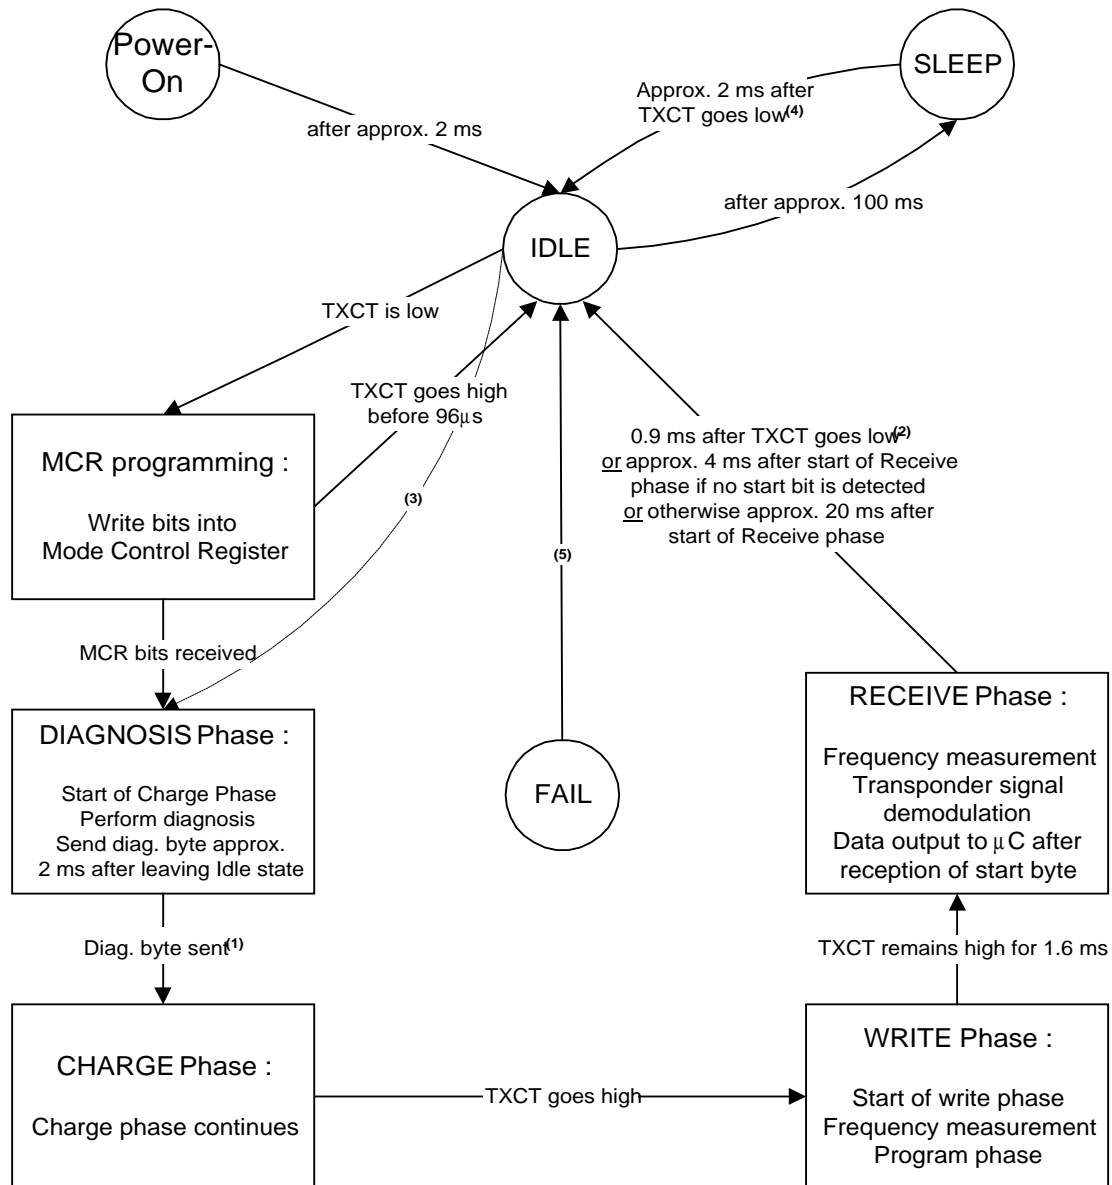 Power-
On
SLEEP
Approx. 2 ms after
TXCT goes low(4)
after approx. 2 ms
after approx. 100 ms
IDLE
TXCT is low
TXCT goes high
before 96μs
MCR programming :
Write bits into
Mode Control Register
(3)
0.9 ms after TXCT goes low(2)
or approx. 4 ms after start of Receive
phase if no start bit is detected
or otherwise approx. 20 ms after
start of Receive phase
(5)
MCR bits received
DIAGNOSIS Phase :
Start of Charge Phase
Perform diagnosis
Send diag. byte approx.
2 ms after leaving Idle state
FAIL
RECEIVE Phase :
Frequency measurement
Transponder signal
demodulation
Data output to μC after
reception of start byte
Diag. byte sent(1)
TXCT remains high for 1.6 ms
CHARGE Phase :
Charge phase continues
TXCT goes high
WRITE Phase :
Start of write phase
Frequency measurement
Program phase